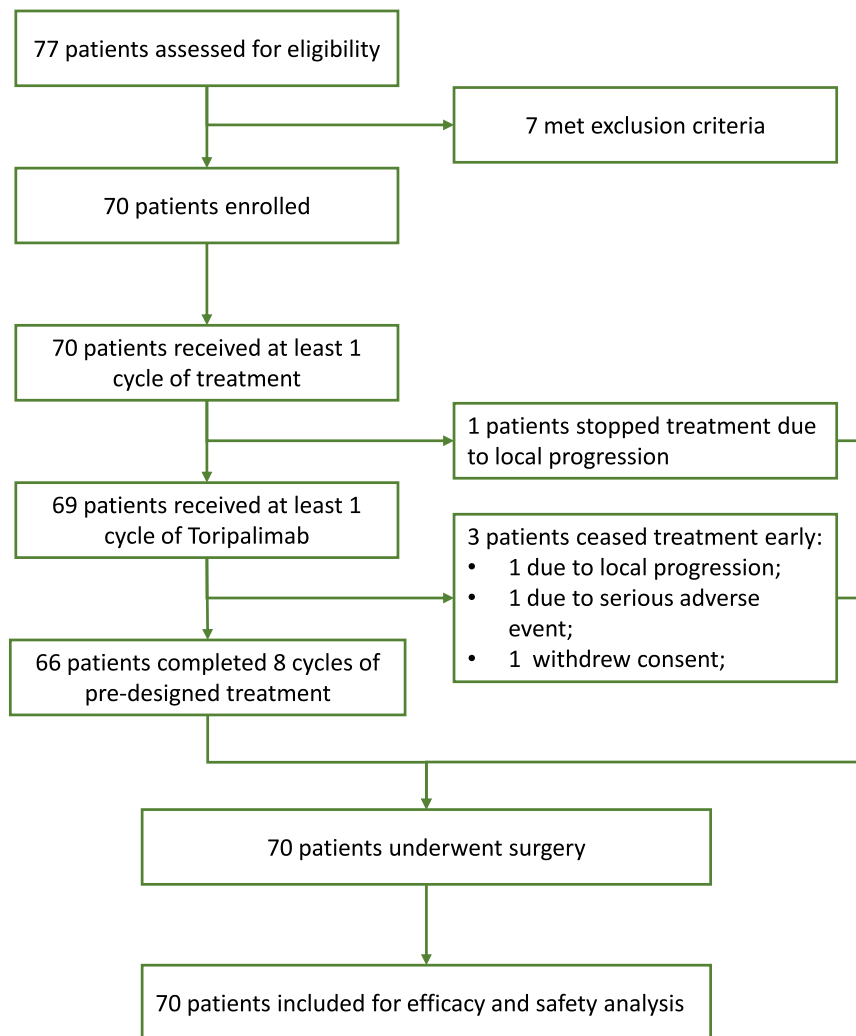 77 patients assessed for eligibility
7 met exclusion criteria
70 patients enrolled
70 patients received at least 1
cycle of treatment
1 patients stopped treatment due
to local progression
69 patients received at least 1
cycle of Toripalimab
3 patients ceased treatment early:
• 1 due to local progression;
• 1 due to serious adverse
event;
• 1 withdrew consent;
66 patients completed 8 cycles of
pre-designed treatment
70 patients underwent surgery
70 patients included for efficacy and safety analysis